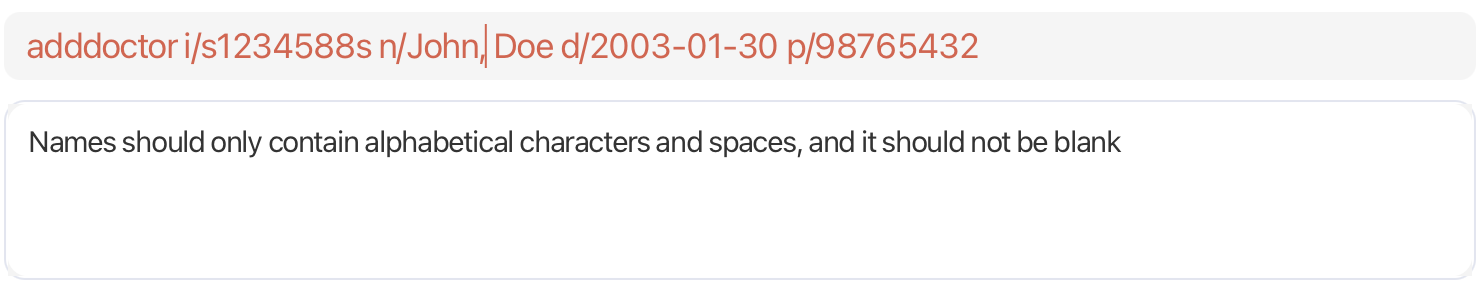 adddoctor i/s1234588s n/John, Doe d/2003-01-30 p/98765432
Names should only contain alphabetical characters and spaces, and it should not be blank